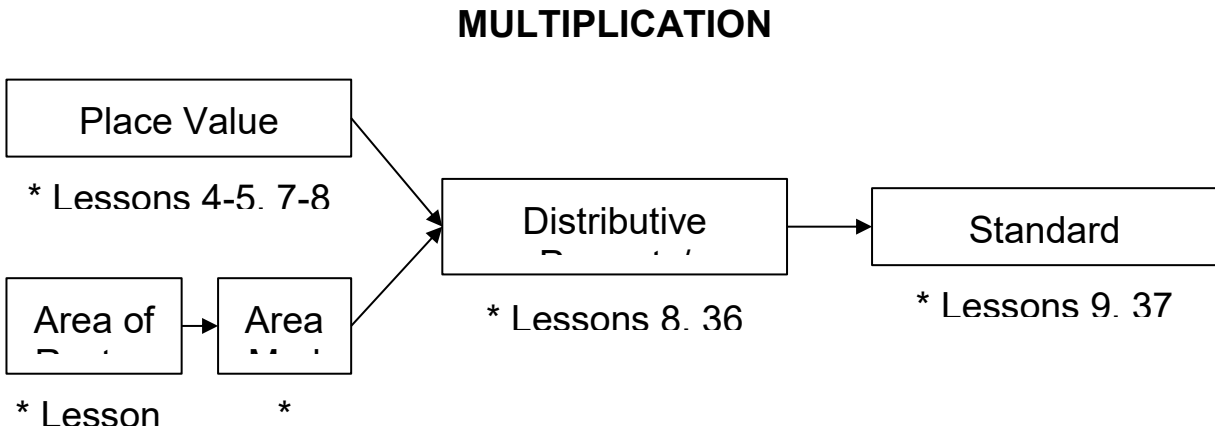 MULTIPLICATION
Place Value
* Lessons 4-5, 7-8
Distributive
* Lessons 8, 36
Standard
* Lessons 9, 37
Area of
Area
* Lesson
*